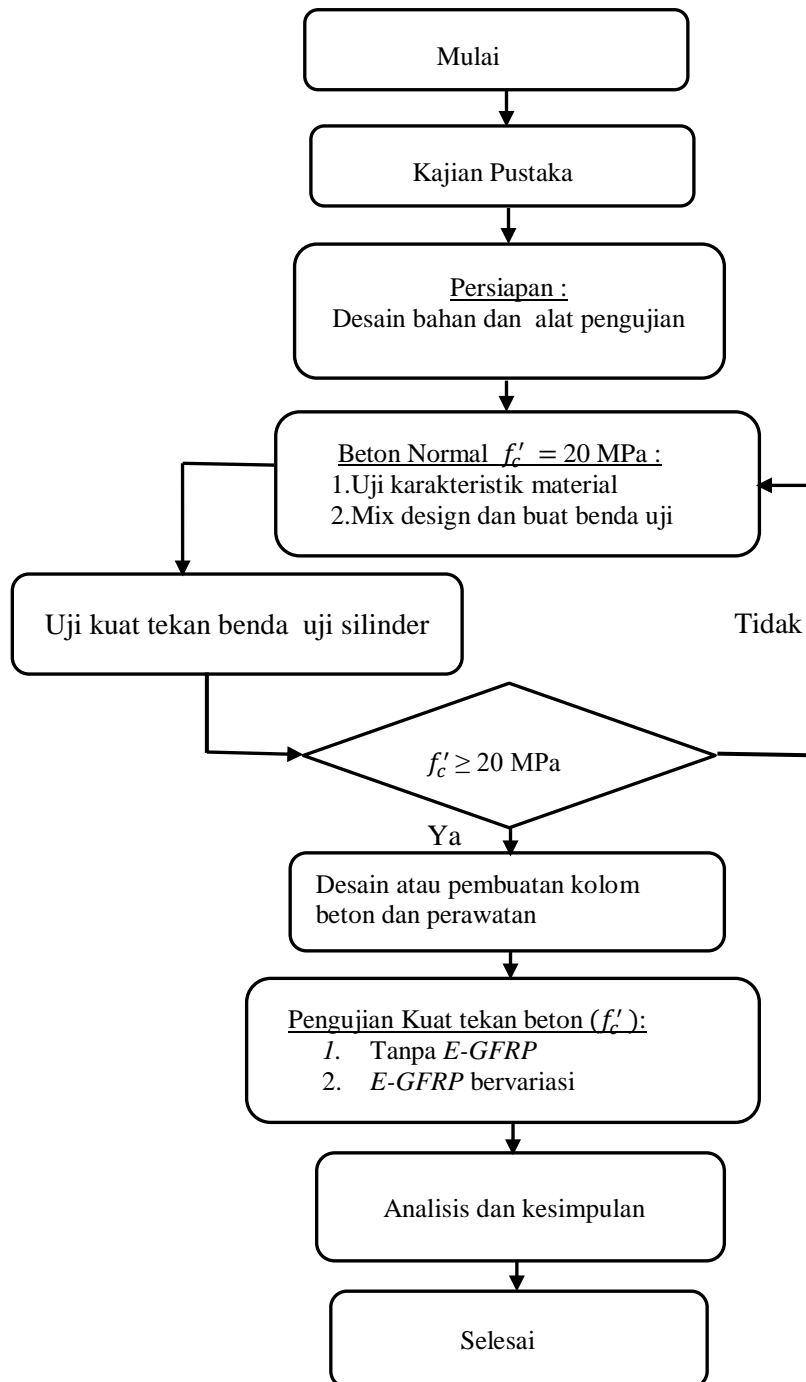 Mulai
Kajian Pustaka
Persiapan :
Desain bahan dan alat pengujian
Beton Normal f′c = 20 MPa :
1.Uji karakteristik material
2.Mix design dan buat benda uji
Uji kuat tekan benda uji silinder
Tidak
f′c ≥ 20 MPa
Ya
Desain atau pembuatan kolom
beton dan perawatan
Pengujian Kuat tekan beton (f′c ):
1. Tanpa E-GFRP
2. E-GFRP bervariasi
Analisis dan kesimpulan
Selesai